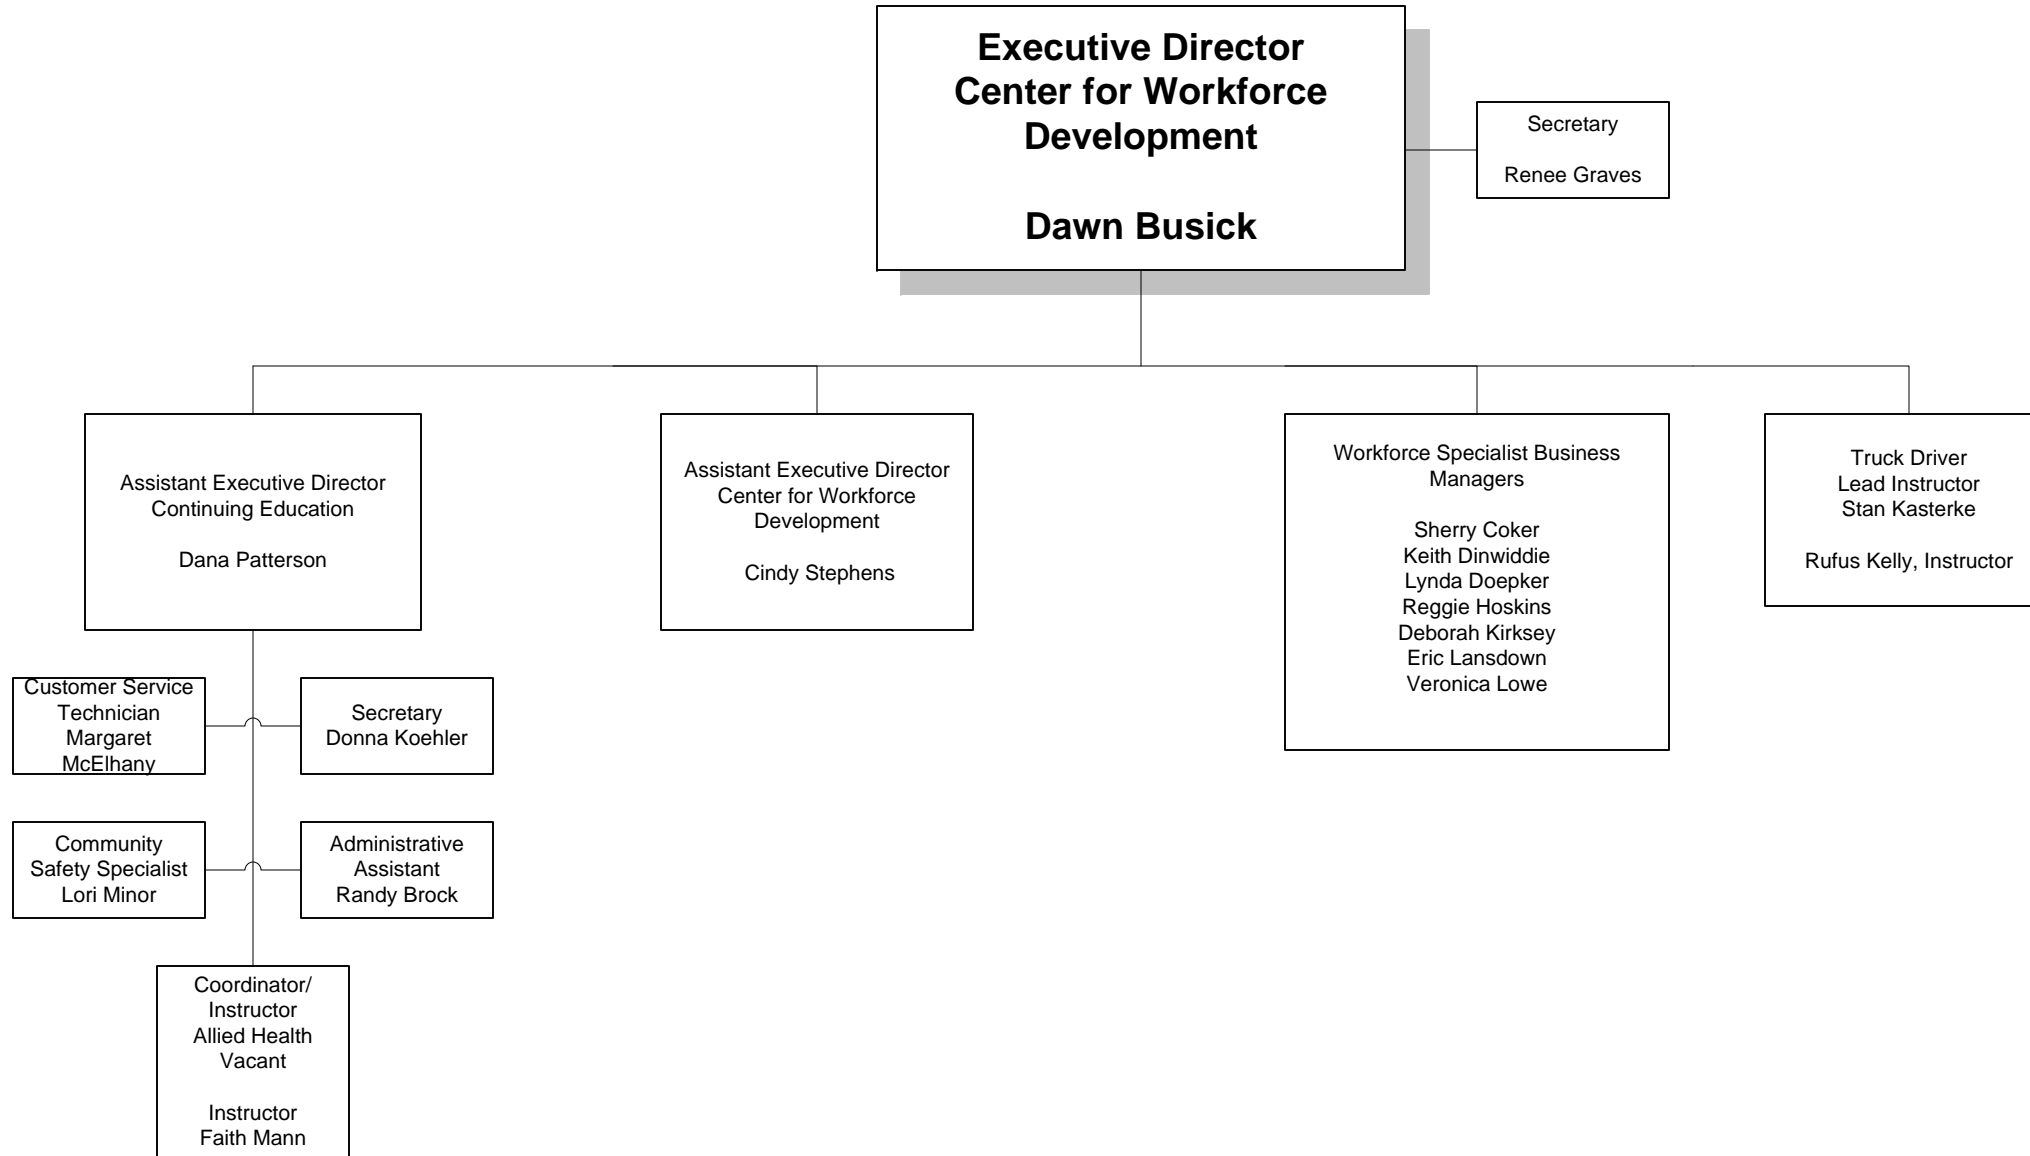 Executive Director
Center for Workforce
Development
Dawn Busick
Secretary
Renee Graves
Assistant Executive Director
Continuing Education
Dana Patterson
Assistant Executive Director
Center for Workforce
Development
Cindy Stephens
Workforce Specialist Business
Managers
Sherry Coker
Keith Dinwiddie
Lynda Doepker
Reggie Hoskins
Deborah Kirksey
Eric Lansdown
Veronica Lowe
Truck Driver
Lead Instructor
Stan Kasterke
Rufus Kelly, Instructor
Customer Service
Technician
Margaret
McElhany
Secretary
Donna Koehler
Community
Safety Specialist
Lori Minor
Administrative
Assistant
Randy Brock
Coordinator/
Instructor
Allied Health
Vacant
Instructor
Faith Mann